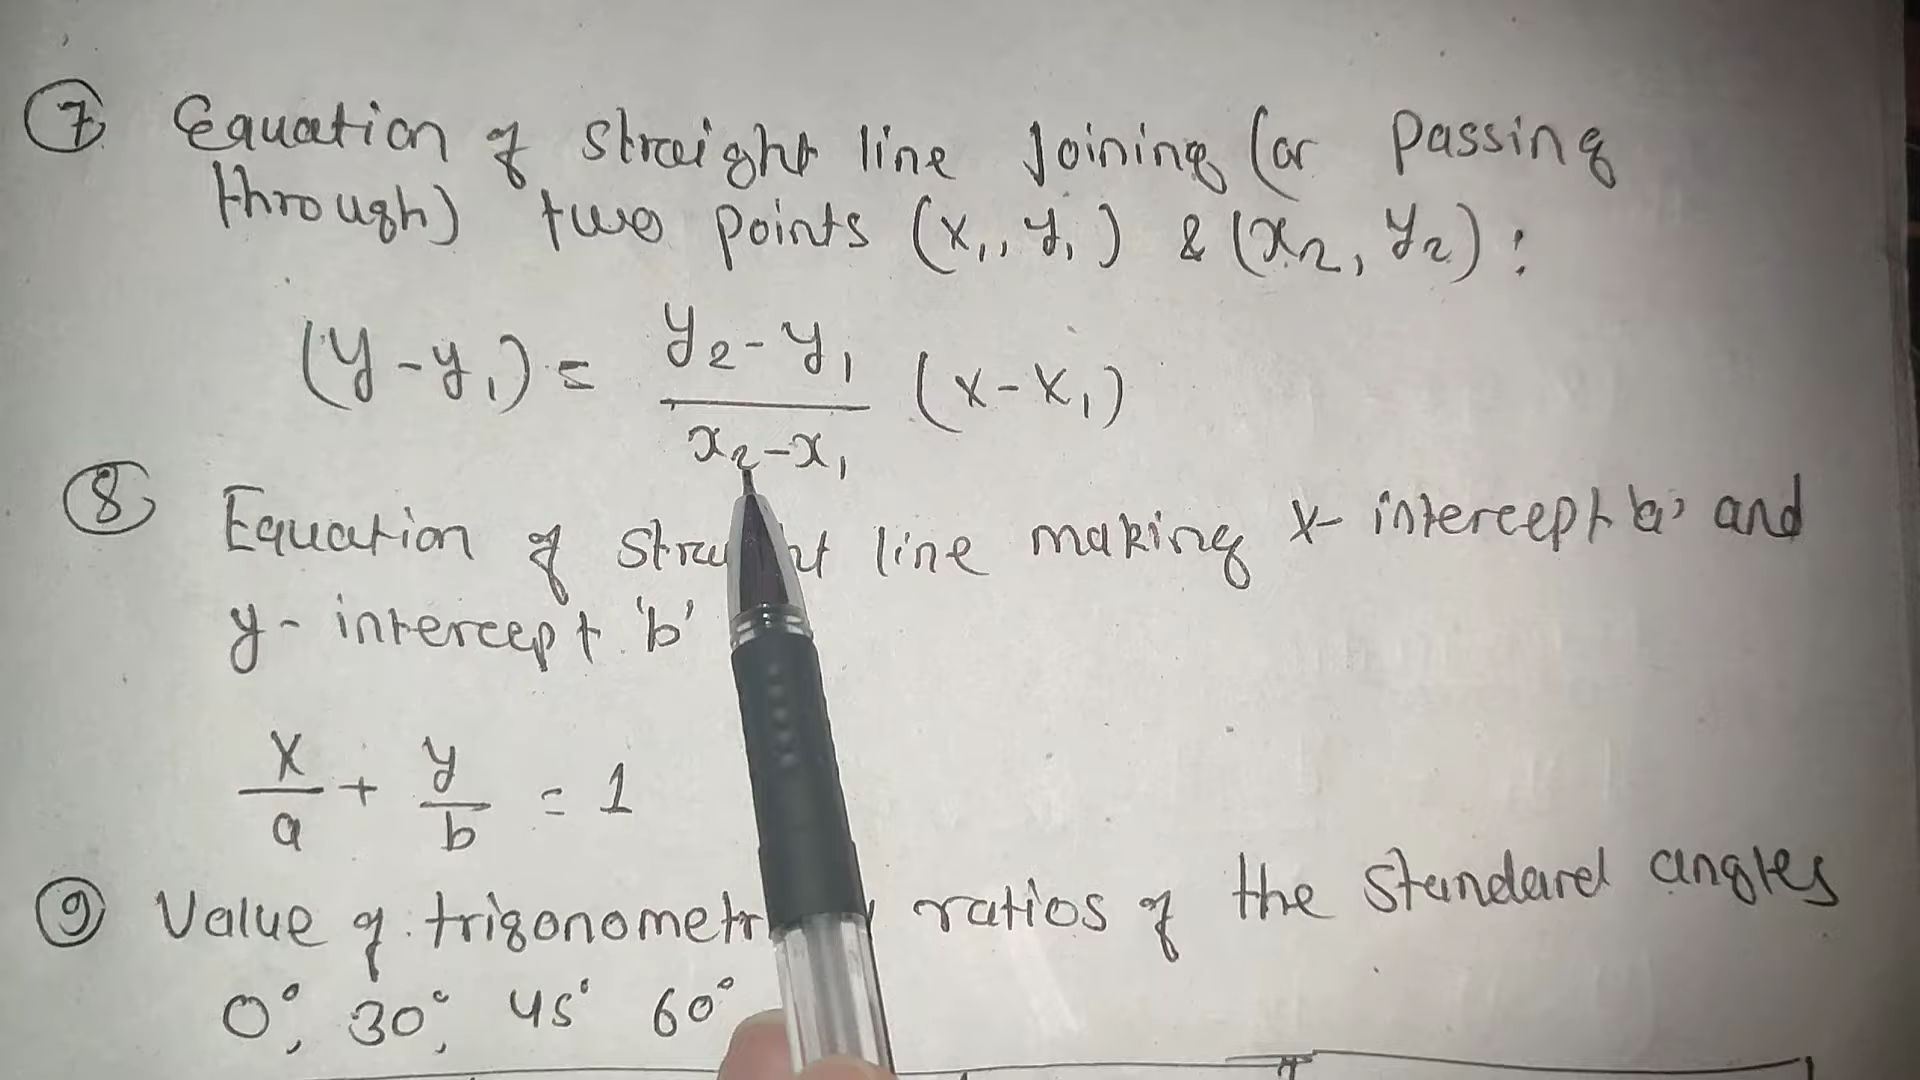 ⑦ Equation of straight line Joining (or passing
through) two points (x₁, y₁) & (x₂, y₂):
(y - y₁) = y₂ - y₁ / x₂ - x₁ (x - x₁)
⑧ Equation of line making x- intercept 'a' and
y- intercept 'b'
x/a + y/b = 1
⑨ Value of ratios of the standard angles
0°, 30°, 45° 60°